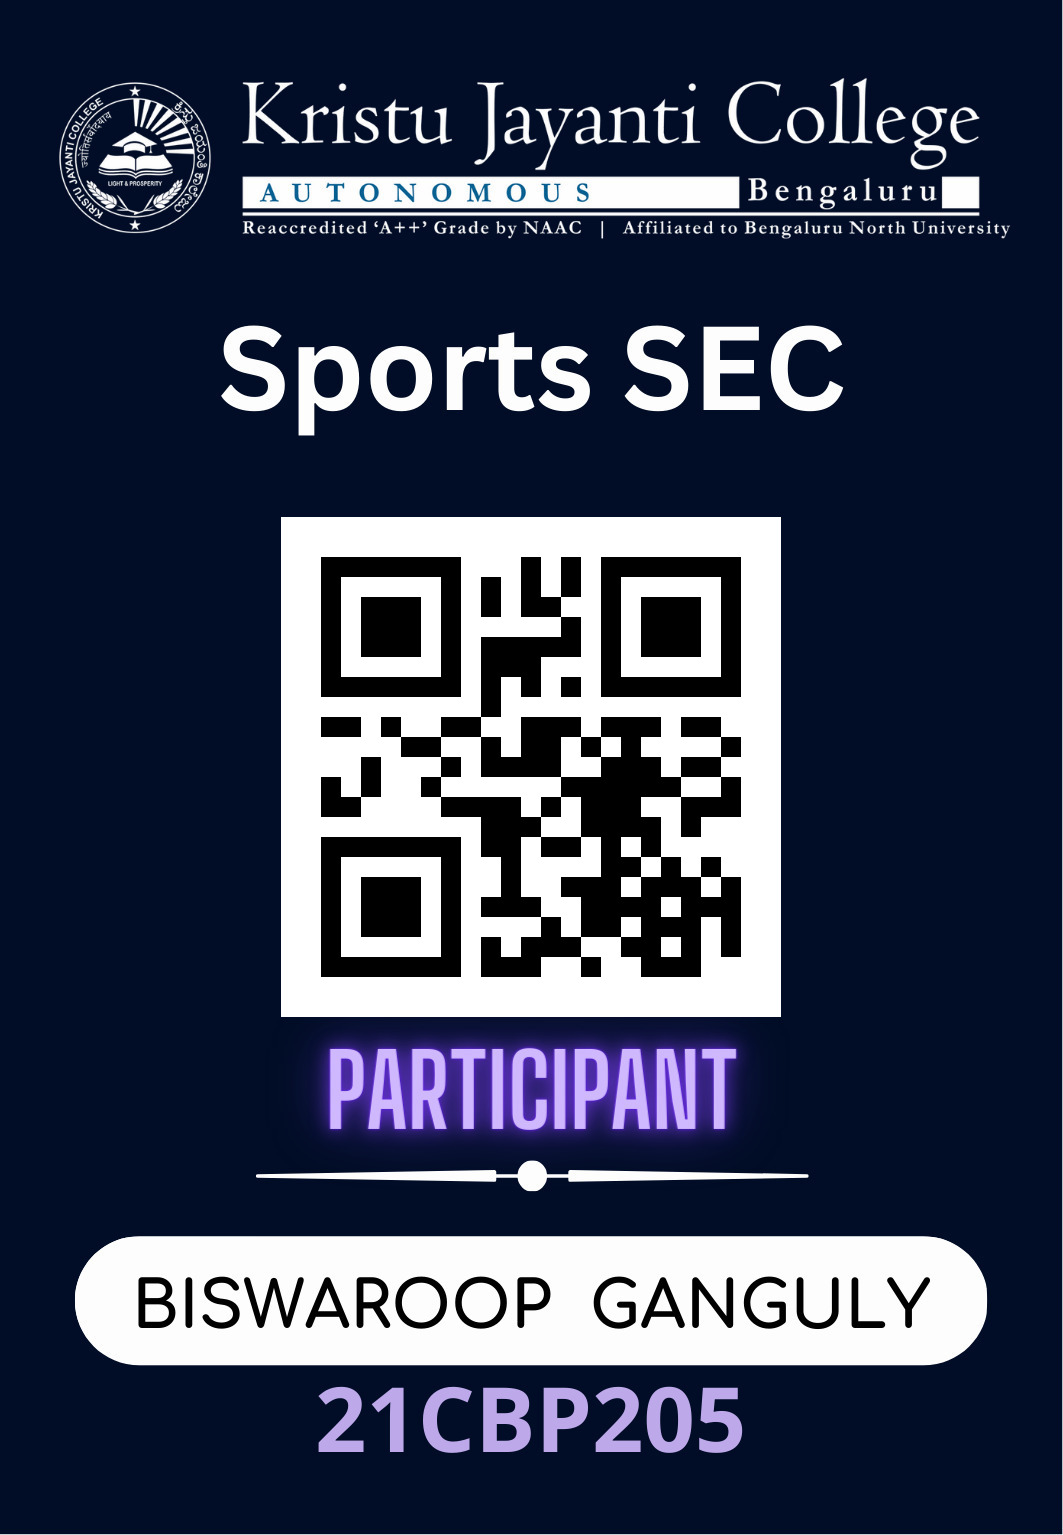 Kristu Jayanti College
AUTONOMOUS Bengaluru
Reaccredited ‘A++’ Grade by NAAC | Affiliated to Bengaluru North University
KRISTU JAYANTI COLLEGE
ಕ್ರಿಸ್ತು ಜಯಂತಿ ಕಾಲೇಜು
LIGHT & PROSPERITY
Sports SEC
PARTICIPANT
BISWAROOP GANGULY
21CBP205